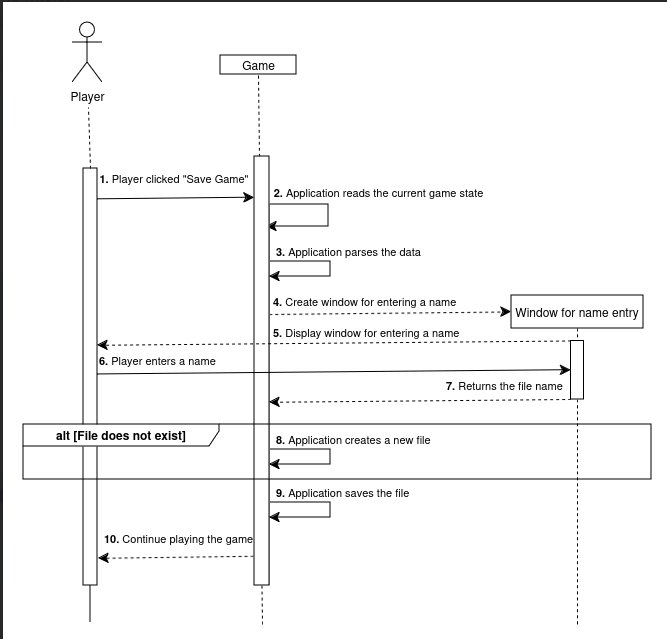 Player
Game
1. Player clicked "Save Game"
2. Application reads the current game state
3. Application parses the data
4. Create window for entering a name
Window for name entry
5. Display window for entering a name
6. Player enters a name
7. Returns the file name
alt [File does not exist]
8. Application creates a new file
9. Application saves the file
10. Continue playing the game